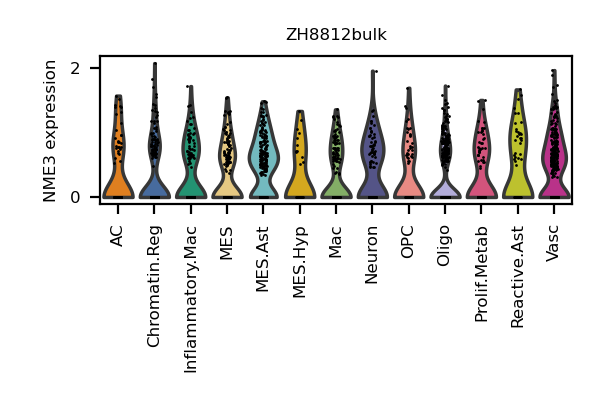 ZH8812bulk
NME3 expression
2
0
AC
Chromatin.Reg
Inflammatory.Mac
MES
MES.Ast
MES.Hyp
Mac
Neuron
OPC
Oligo
Prolif.Metab
Reactive.Ast
Vasc